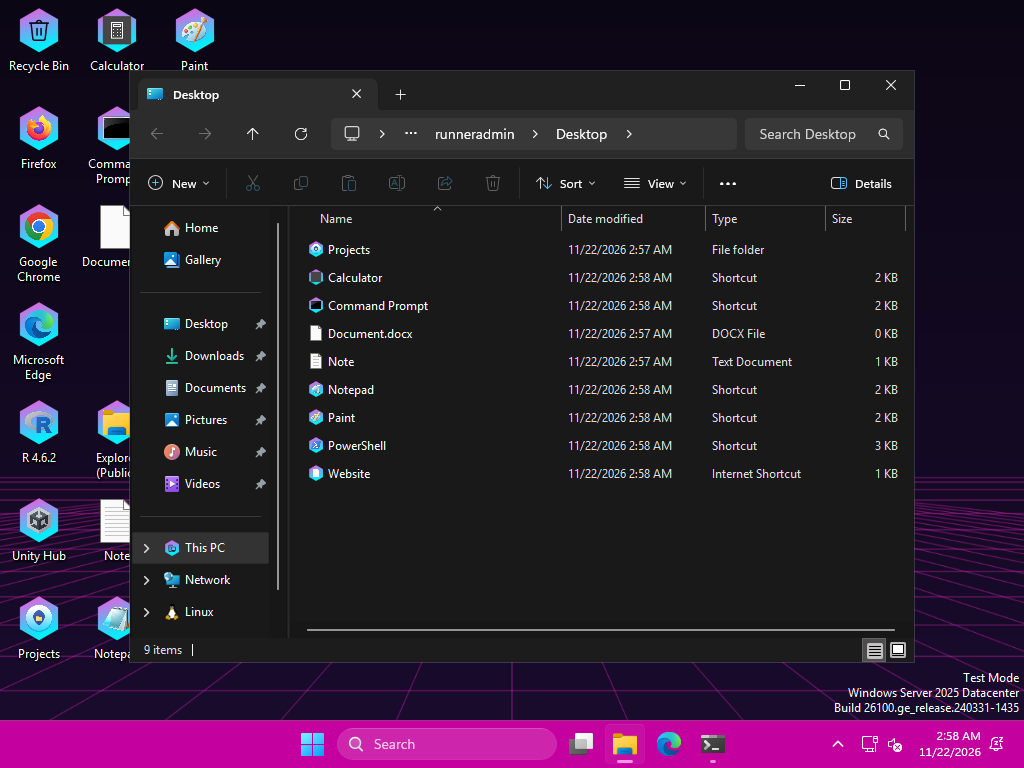 Recycle Bin
Calculator
Paint
Firefox
Comma
Promp
Google
Chrome
Documen
Microsoft
Edge
R 4.6.2
Explor
(Public
Unity Hub
Note
Projects
Notepa
Desktop
runneradmin
Desktop
Search Desktop
New
Sort
View
Details
Home
Gallery
Desktop
Downloads
Documents
Pictures
Music
Videos
This PC
Network
Linux
Name Date modified Type Size
Projects 11/22/2026 2:57 AM File folder
Calculator 11/22/2026 2:58 AM Shortcut 2 KB
Command Prompt 11/22/2026 2:58 AM Shortcut 2 KB
Document.docx 11/22/2026 2:57 AM DOCX File 0 KB
Note 11/22/2026 2:57 AM Text Document 1 KB
Notepad 11/22/2026 2:58 AM Shortcut 2 KB
Paint 11/22/2026 2:58 AM Shortcut 2 KB
PowerShell 11/22/2026 2:58 AM Shortcut 3 KB
Website 11/22/2026 2:58 AM Internet Shortcut 1 KB
9 items
Test Mode
Windows Server 2025 Datacenter
Build 26100.ge_release.240331-1435
Search
2:58 AM
11/22/2026